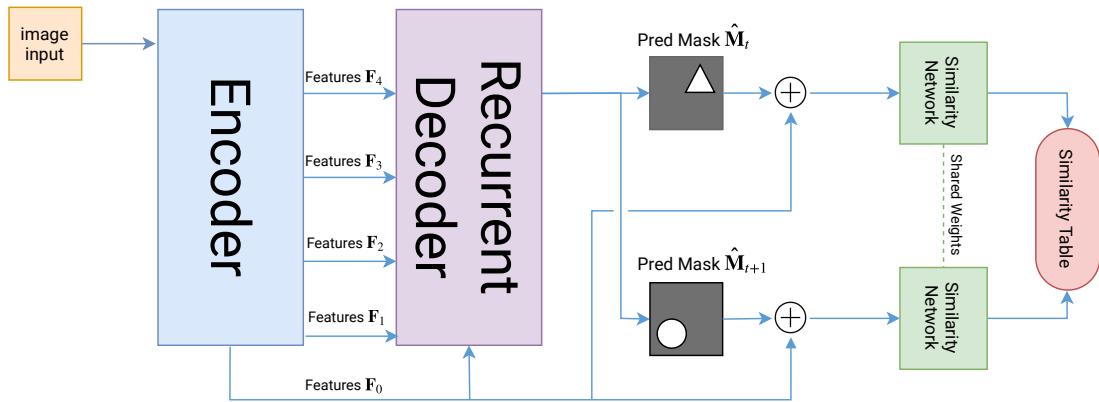 image
input
Encoder
Features F₄
Features F₃
Features F₂
Features F₁
Features F₀
Recurrent
Decoder
Pred Mask M̂ₜ
Pred Mask M̂ₜ₊₁
Similarity
Network
Shared Weights
Similarity
Network
Similarity Table